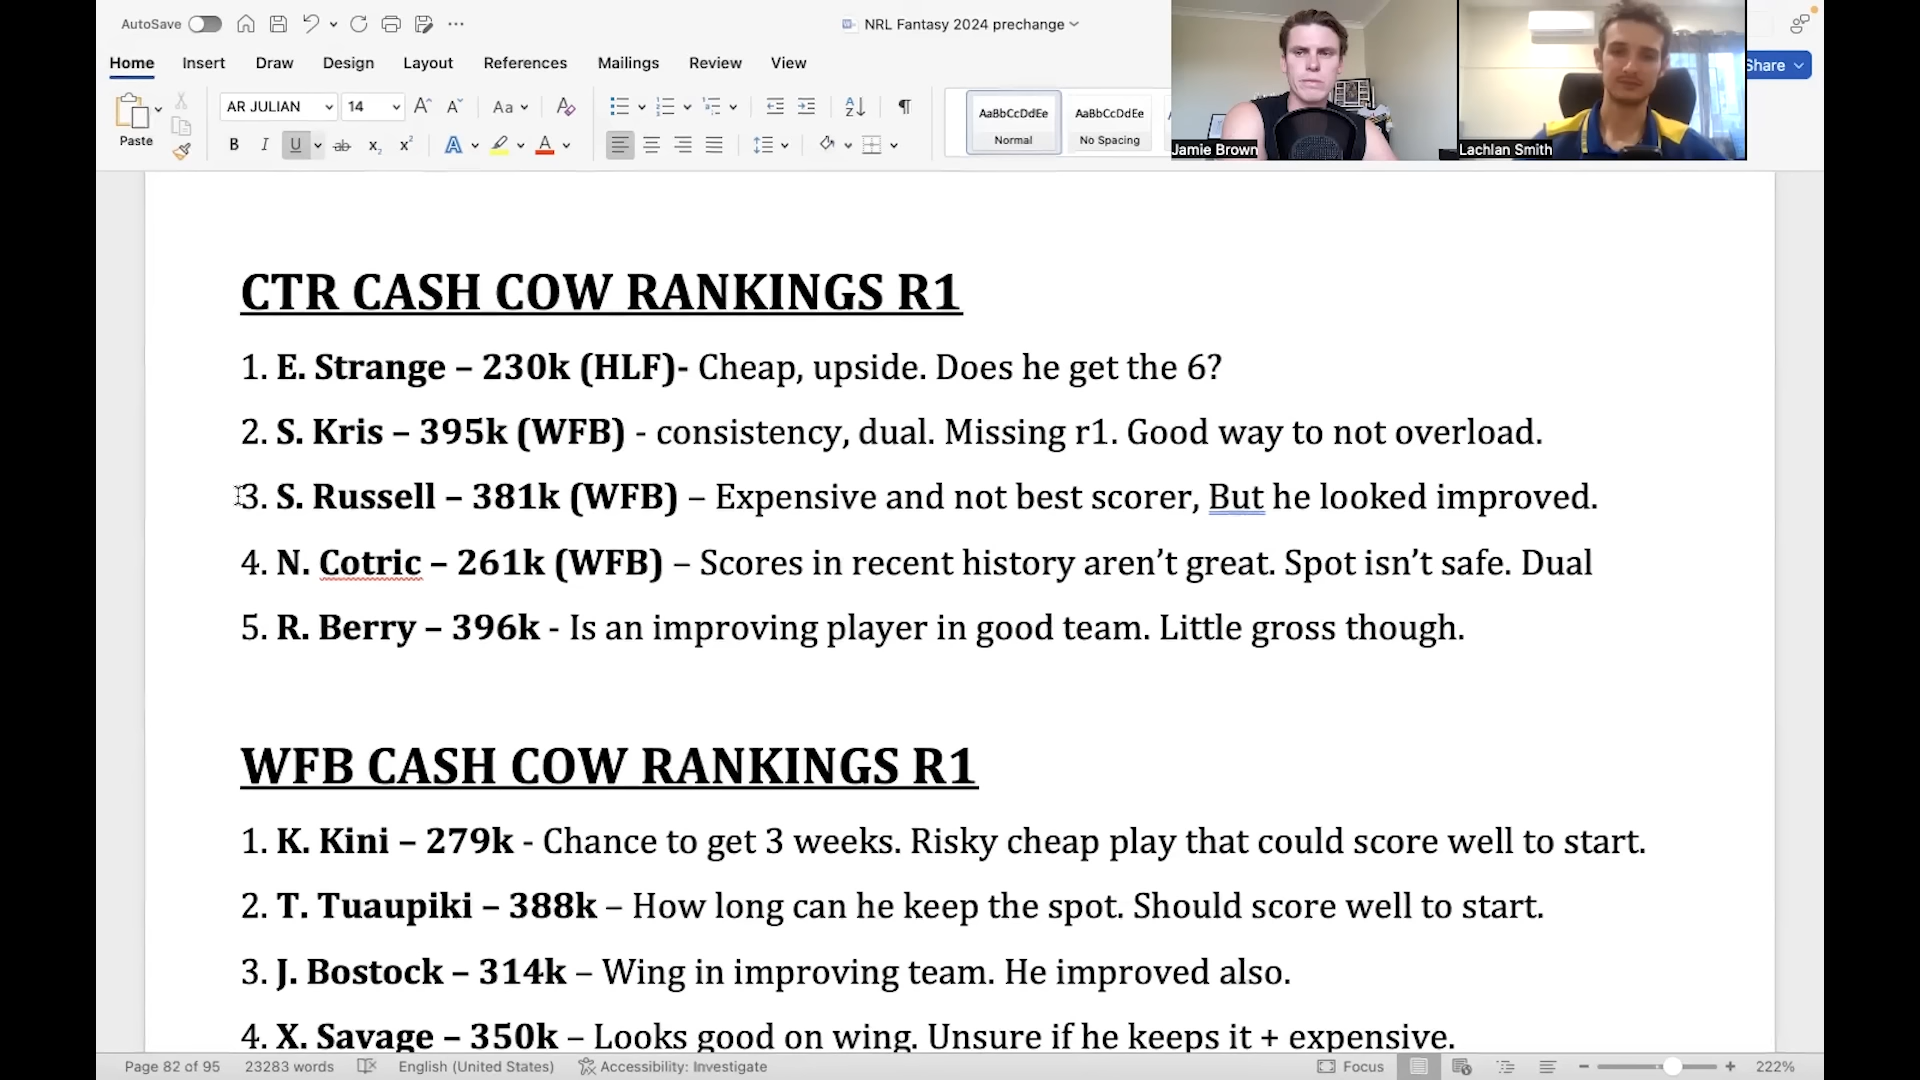 AutoSave
NRL Fantasy 2024 prechange
Home Insert Draw Design Layout References Mailings Review View
Share
Paste
AR JULIAN 14
AaBbCcDdEe
Normal
AaBbCcDdEe
No Spacing
Jamie Brown
Lachlan Smith
CTR CASH COW RANKINGS R1
1. E. Strange – 230k (HLF)- Cheap, upside. Does he get the 6?
2. S. Kris – 395k (WFB) - consistency, dual. Missing r1. Good way to not overload.
3. S. Russell – 381k (WFB) – Expensive and not best scorer, But he looked improved.
4. N. Cotric – 261k (WFB) – Scores in recent history aren’t great. Spot isn’t safe. Dual
5. R. Berry – 396k - Is an improving player in good team. Little gross though.
WFB CASH COW RANKINGS R1
1. K. Kini – 279k - Chance to get 3 weeks. Risky cheap play that could score well to start.
2. T. Tuaupiki – 388k – How long can he keep the spot. Should score well to start.
3. J. Bostock – 314k – Wing in improving team. He improved also.
4. X. Savage – 350k – Looks good on wing. Unsure if he keeps it + expensive.
Page 82 of 95 23283 words English (United States) Accessibility: Investigate Focus 222%